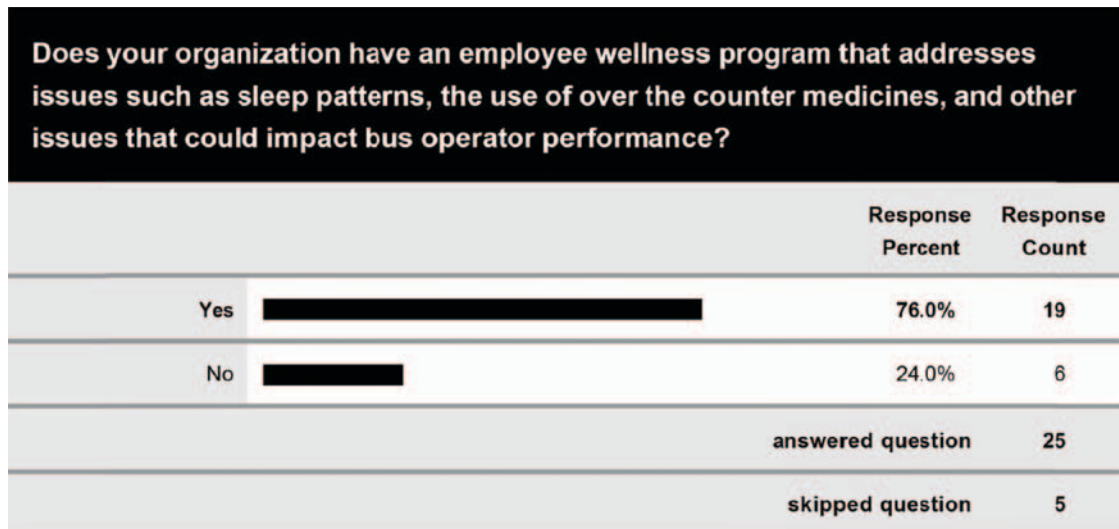 Does your organization have an employee wellness program that addresses
issues such as sleep patterns, the use of over the counter medicines, and other
issues that could impact bus operator performance?
Response Response
Percent Count
Yes 76.0% 19
No 24.0% 6
answered question 25
skipped question 5